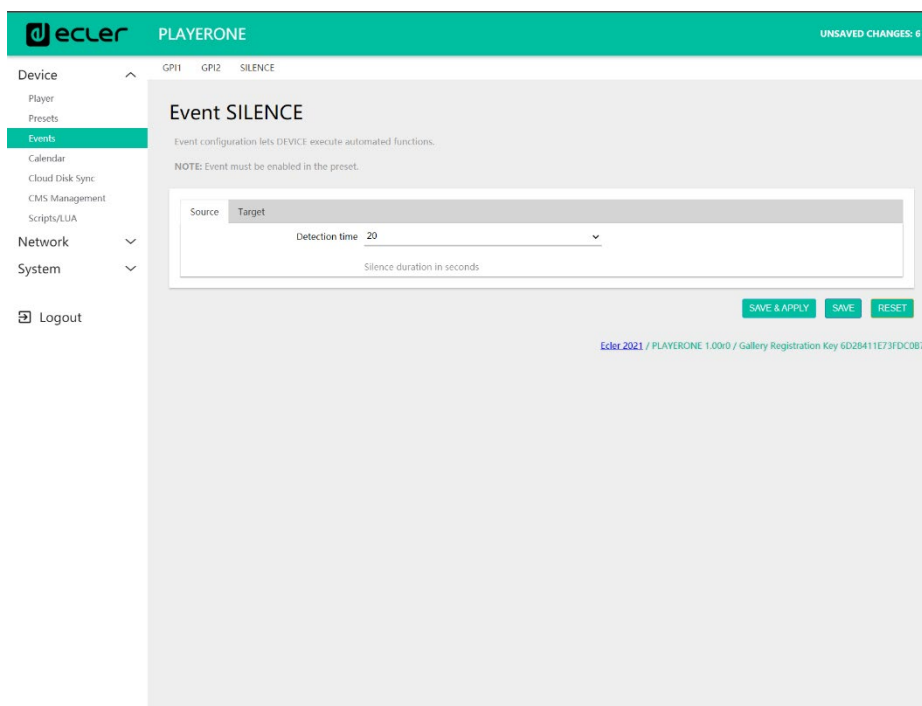 ecler PLAYERONE UNSAVED CHANGES: 6
Device
Player
Presets
Events
Calendar
Cloud Disk Sync
CMS Management
Scripts/LUA
Network
System
Logout
GPI1 GPI2 SILENCE
Event SILENCE
Event configuration lets DEVICE execute automated functions.
NOTE: Event must be enabled in the preset.
Source Target
Detection time 20
Silence duration in seconds
SAVE & APPLY SAVE RESET
Ecler 2021 / PLAYERONE 1.00r0 / Gallery Registration Key 6D28411E73FDC0B7